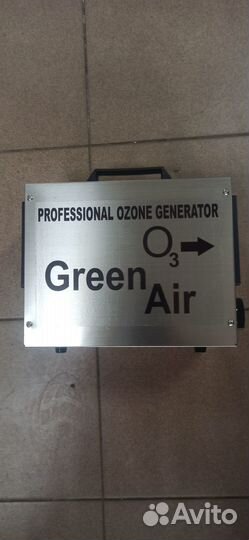 PROFESSIONAL OZONE GENERATOR
O3
Green
Air
Avito